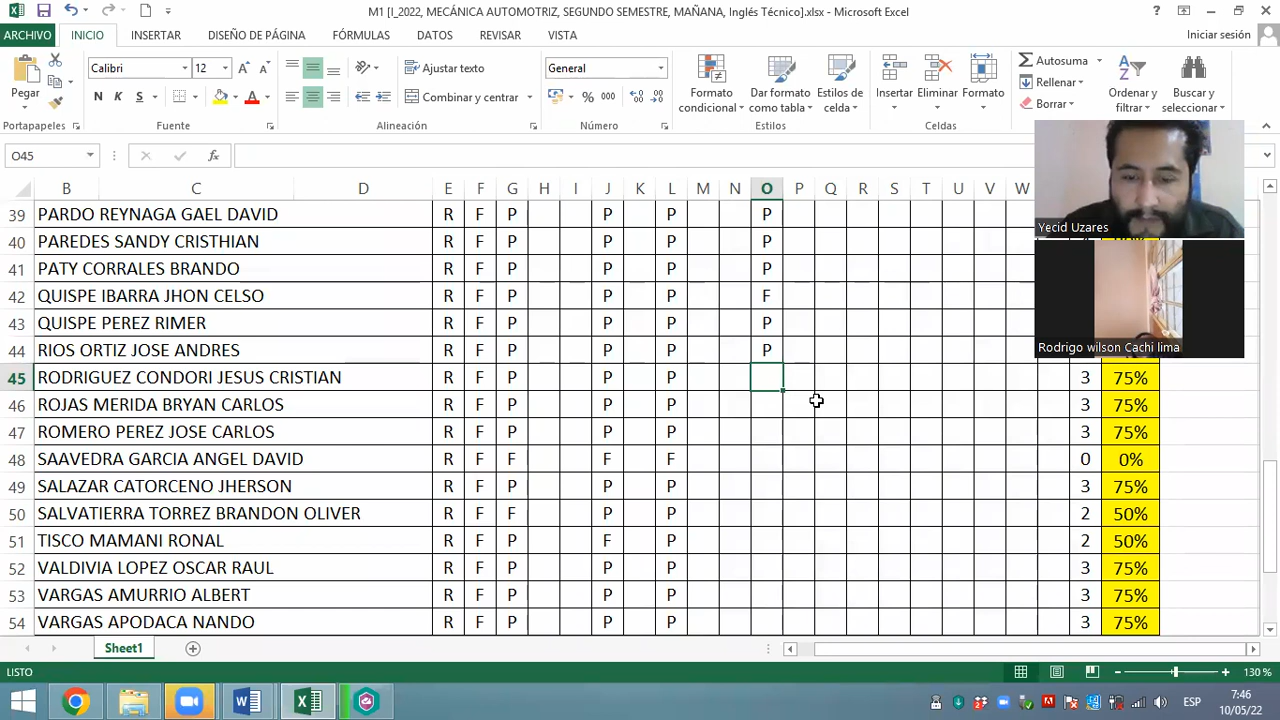 M1 [I_2022, MECÁNICA AUTOMOTRIZ, SEGUNDO SEMESTRE, MAÑANA, Inglés Técnico].xlsx - Microsoft Excel
ARCHIVO INICIO INSERTAR DISEÑO DE PÁGINA FÓRMULAS DATOS REVISAR VISTA Iniciar sesión
Pegar Calibri 12 Ajustar texto General Formato condicional Dar formato como tabla Estilos de celda Insertar Eliminar Formato Autosuma Ordenar y filtrar Buscar y seleccionar
N K S Combinar y centrar % 000 Rellenar Borrar
Portapapeles Fuente Alineación Número Estilos Celdas
O45 fx
B C D E F G H I J K L M N O P Q R S T U V W
Yecid Uzares
Rodrigo wilson Cachi lima
39 PARDO REYNAGA GAEL DAVID R F P P P P
40 PAREDES SANDY CRISTHIAN R F P P P P
41 PATY CORRALES BRANDO R F P P P P
42 QUISPE IBARRA JHON CELSO R F P P P F
43 QUISPE PEREZ RIMER R F P P P P
44 RIOS ORTIZ JOSE ANDRES R F P P P P
45 RODRIGUEZ CONDORI JESUS CRISTIAN R F P P P 3 75%
46 ROJAS MERIDA BRYAN CARLOS R F P P P 3 75%
47 ROMERO PEREZ JOSE CARLOS R F P P P 3 75%
48 SAAVEDRA GARCIA ANGEL DAVID R F F F F 0 0%
49 SALAZAR CATORCENO JHERSON R F P P P 3 75%
50 SALVATIERRA TORREZ BRANDON OLIVER R F F P P 2 50%
51 TISCO MAMANI RONAL R F P F P 2 50%
52 VALDIVIA LOPEZ OSCAR RAUL R F P P P 3 75%
53 VARGAS AMURRIO ALBERT R F P P P 3 75%
54 VARGAS APODACA NANDO R F P P P 3 75%
Sheet1
LISTO 130 %
ESP 7:46
10/05/22